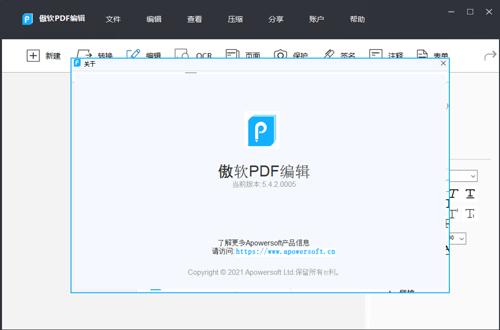 傲软PDF编辑 文件 编辑 查看 压缩 分享 账户 帮助
新建 转换 编辑 OCR 页面 保护 签名 注释 表单
关于
傲软PDF编辑
当前版本:5.4.2.0005
了解更多Apowersoft产品信息
请访问:https://www.apowersoft.cn
Copyright © 2021 Apowersoft Ltd.保留所有权利。